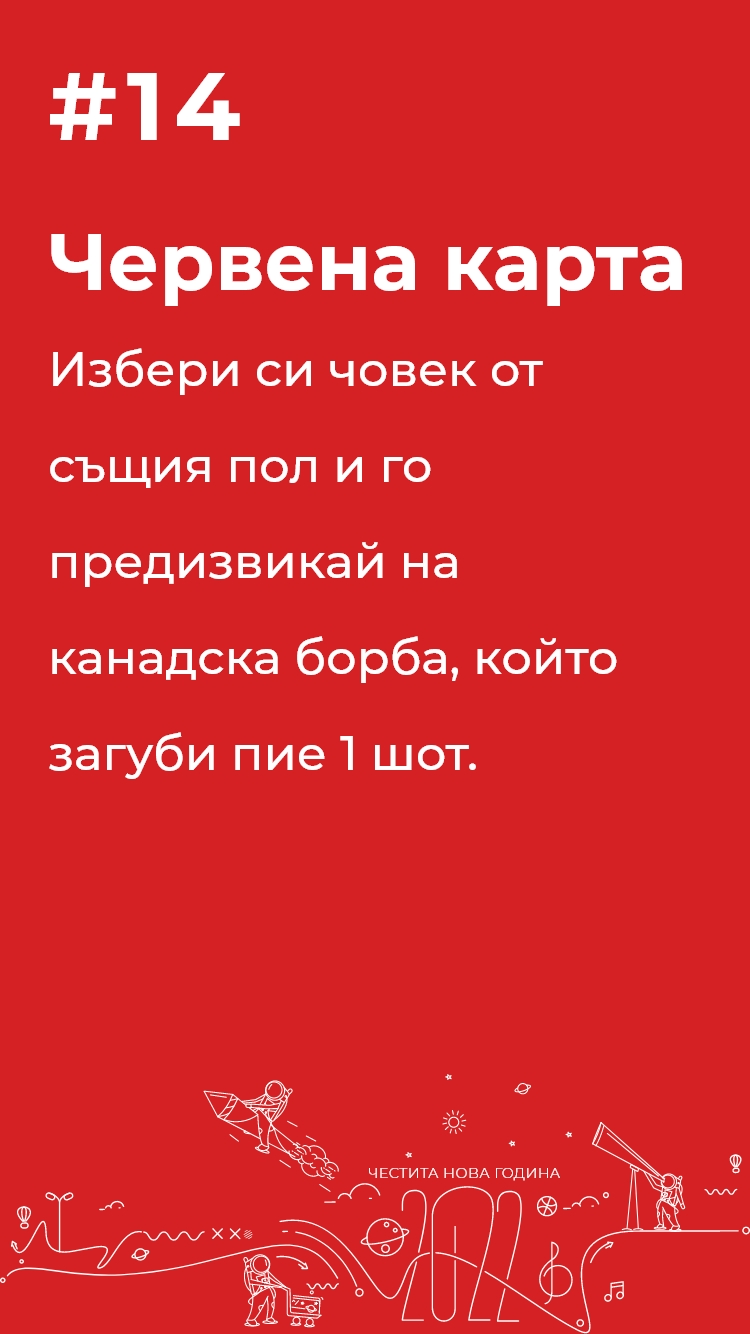 #14
Червена карта
Избери си човек от
същия пол и го
предизвикай на
канадска борба, който
загуби пие 1 шот.
ЧЕСТИТА НОВА ГОДИНА
2021